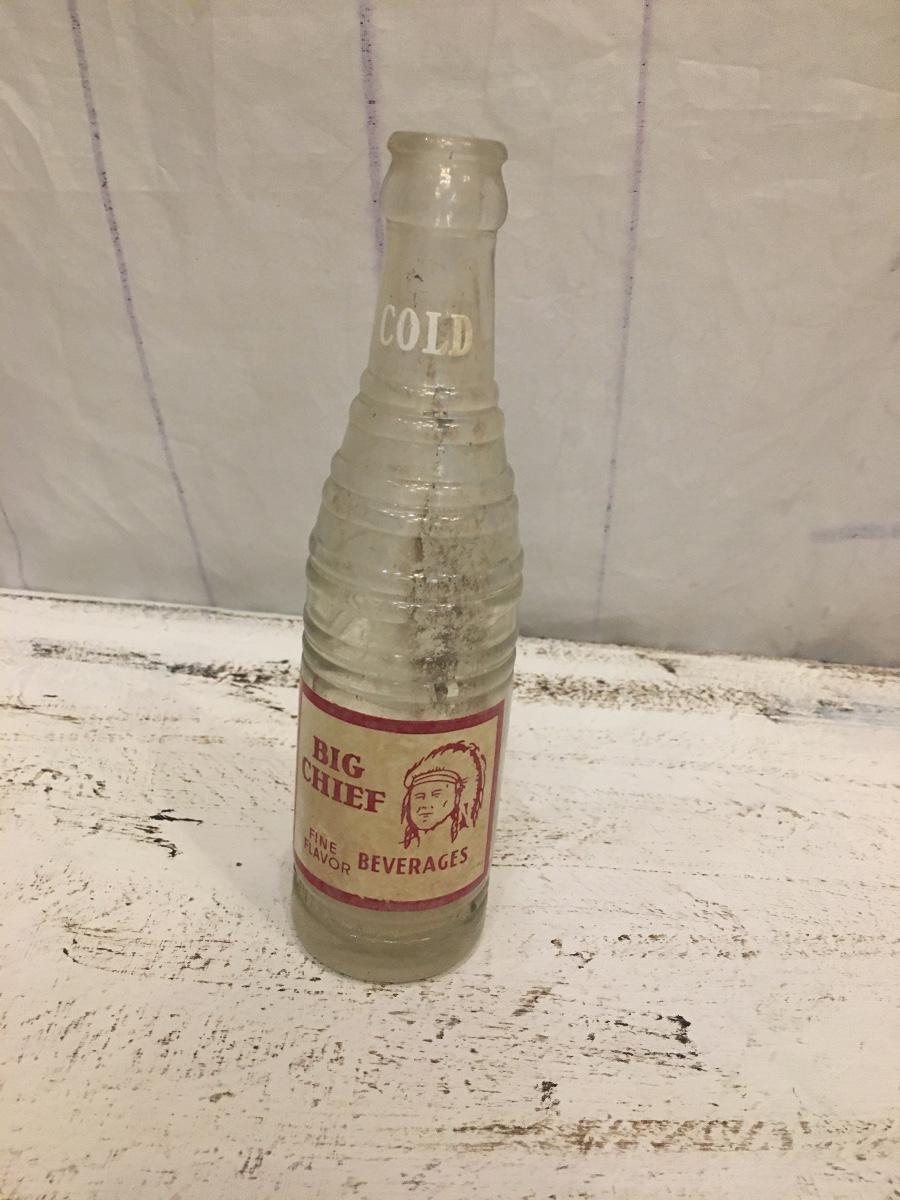 COLD
BIG
CHIEF
FINE
FLAVOR
BEVERAGES